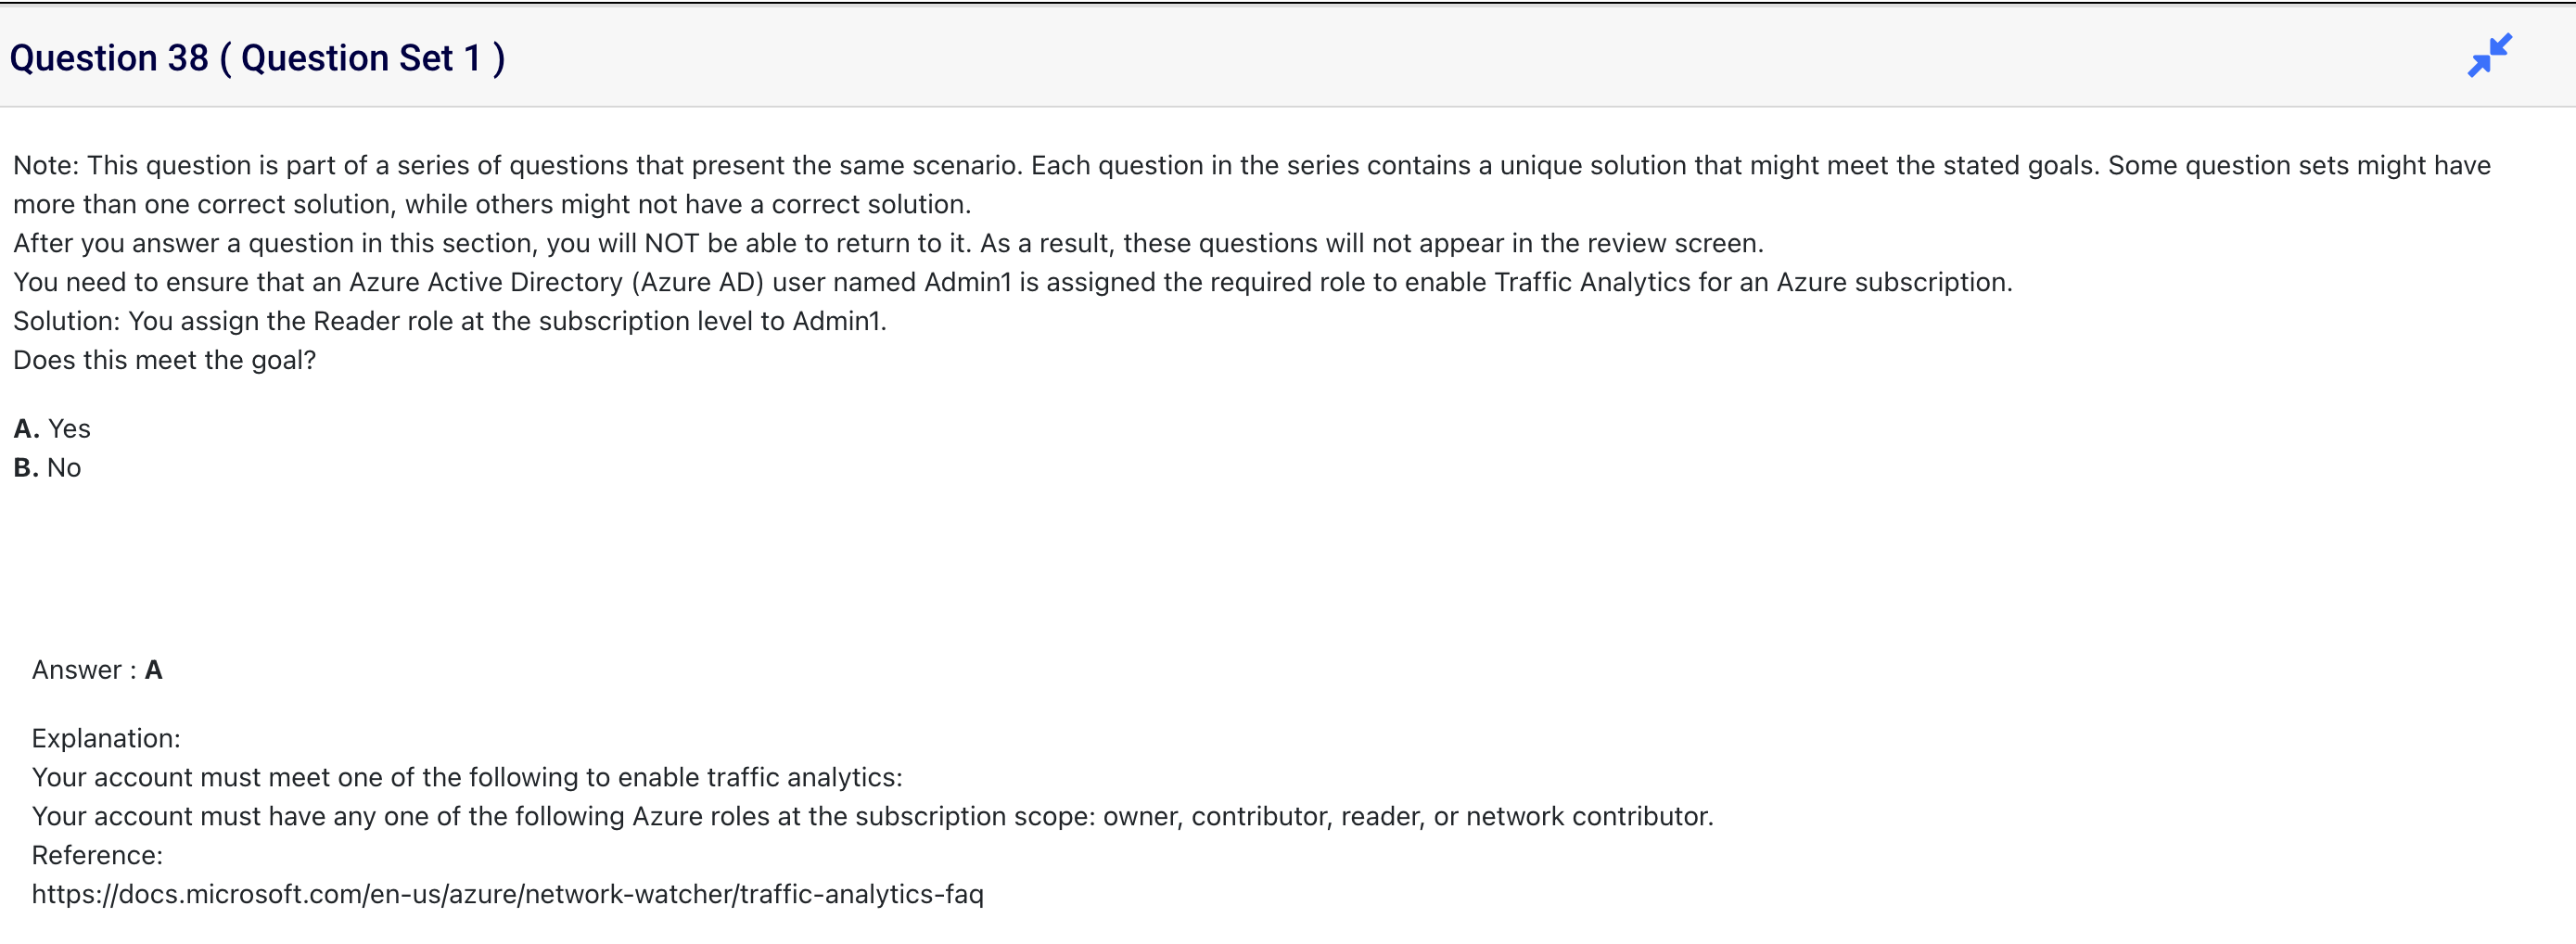 Question 38 ( Question Set 1 )
Note: This question is part of a series of questions that present the same scenario. Each question in the series contains a unique solution that might meet the stated goals. Some question sets might have
more than one correct solution, while others might not have a correct solution.
After you answer a question in this section, you will NOT be able to return to it. As a result, these questions will not appear in the review screen.
You need to ensure that an Azure Active Directory (Azure AD) user named Admin1 is assigned the required role to enable Traffic Analytics for an Azure subscription.
Solution: You assign the Reader role at the subscription level to Admin1.
Does this meet the goal?
A. Yes
B. No
Answer : A
Explanation:
Your account must meet one of the following to enable traffic analytics:
Your account must have any one of the following Azure roles at the subscription scope: owner, contributor, reader, or network contributor.
Reference:
https://docs.microsoft.com/en-us/azure/network-watcher/traffic-analytics-faq